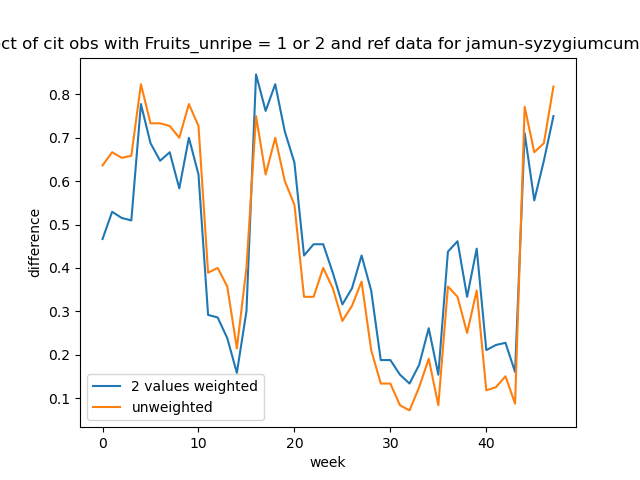 ct of cit obs with Fruits_unripe = 1 or 2 and ref data for jamun-syzygiumcum
difference
0.8
0.7
0.6
0.5
0.4
0.3
0.2
0.1
2 values weighted
unweighted
0 10 20 30 40
week